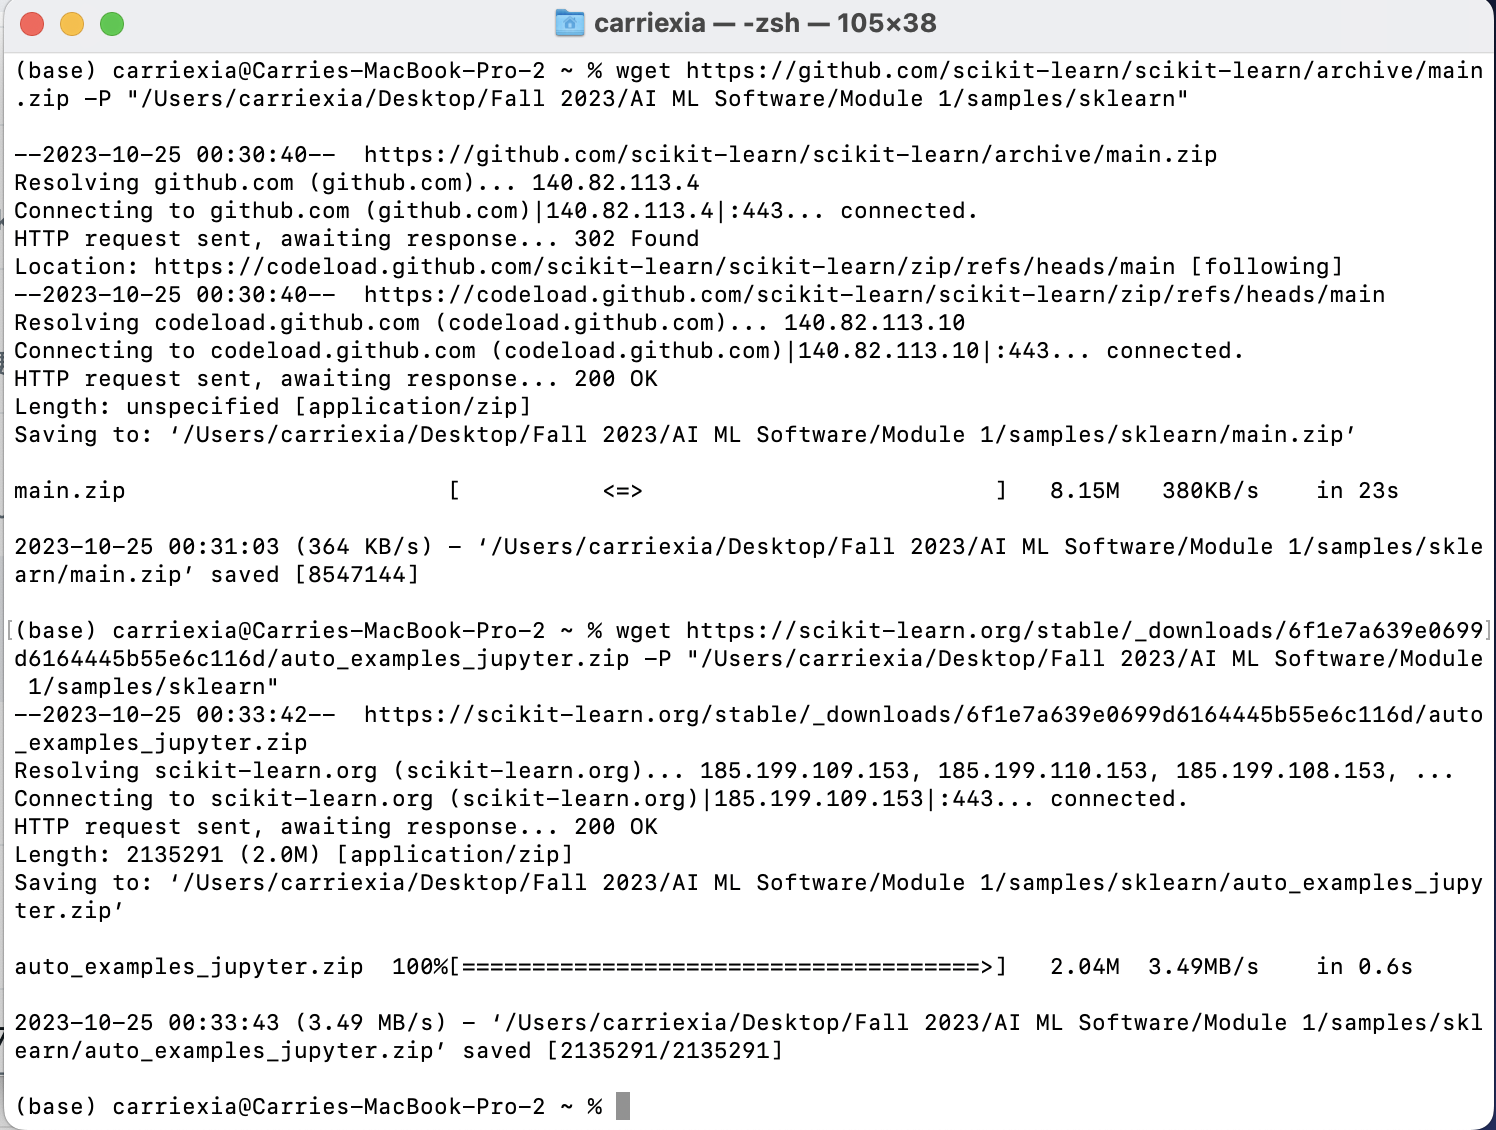 carriexia — -zsh — 105×38
(base) carriexia@Carries-MacBook-Pro-2 ~ % wget https://github.com/scikit-learn/scikit-learn/archive/main
.zip -P "/Users/carriexia/Desktop/Fall 2023/AI ML Software/Module 1/samples/sklearn"
--2023-10-25 00:30:40--  https://github.com/scikit-learn/scikit-learn/archive/main.zip
Resolving github.com (github.com)... 140.82.113.4
Connecting to github.com (github.com)|140.82.113.4|:443... connected.
HTTP request sent, awaiting response... 302 Found
Location: https://codeload.github.com/scikit-learn/scikit-learn/zip/refs/heads/main [following]
--2023-10-25 00:30:40--  https://codeload.github.com/scikit-learn/scikit-learn/zip/refs/heads/main
Resolving codeload.github.com (codeload.github.com)... 140.82.113.10
Connecting to codeload.github.com (codeload.github.com)|140.82.113.10|:443... connected.
HTTP request sent, awaiting response... 200 OK
Length: unspecified [application/zip]
Saving to: ‘/Users/carriexia/Desktop/Fall 2023/AI ML Software/Module 1/samples/sklearn/main.zip’
main.zip                       [          <=>                         ]   8.15M   380KB/s    in 23s
2023-10-25 00:31:03 (364 KB/s) - ‘/Users/carriexia/Desktop/Fall 2023/AI ML Software/Module 1/samples/skle
arn/main.zip’ saved [8547144]
[(base) carriexia@Carries-MacBook-Pro-2 ~ % wget https://scikit-learn.org/stable/_downloads/6f1e7a639e0699]
d6164445b55e6c116d/auto_examples_jupyter.zip -P "/Users/carriexia/Desktop/Fall 2023/AI ML Software/Module
 1/samples/sklearn"
--2023-10-25 00:33:42--  https://scikit-learn.org/stable/_downloads/6f1e7a639e0699d6164445b55e6c116d/auto
_examples_jupyter.zip
Resolving scikit-learn.org (scikit-learn.org)... 185.199.109.153, 185.199.110.153, 185.199.108.153, ...
Connecting to scikit-learn.org (scikit-learn.org)|185.199.109.153|:443... connected.
HTTP request sent, awaiting response... 200 OK
Length: 2135291 (2.0M) [application/zip]
Saving to: ‘/Users/carriexia/Desktop/Fall 2023/AI ML Software/Module 1/samples/sklearn/auto_examples_jupy
ter.zip’
auto_examples_jupyter.zip  100%[=====================================>]   2.04M  3.49MB/s    in 0.6s
2023-10-25 00:33:43 (3.49 MB/s) - ‘/Users/carriexia/Desktop/Fall 2023/AI ML Software/Module 1/samples/skl
earn/auto_examples_jupyter.zip’ saved [2135291/2135291]
(base) carriexia@Carries-MacBook-Pro-2 ~ %